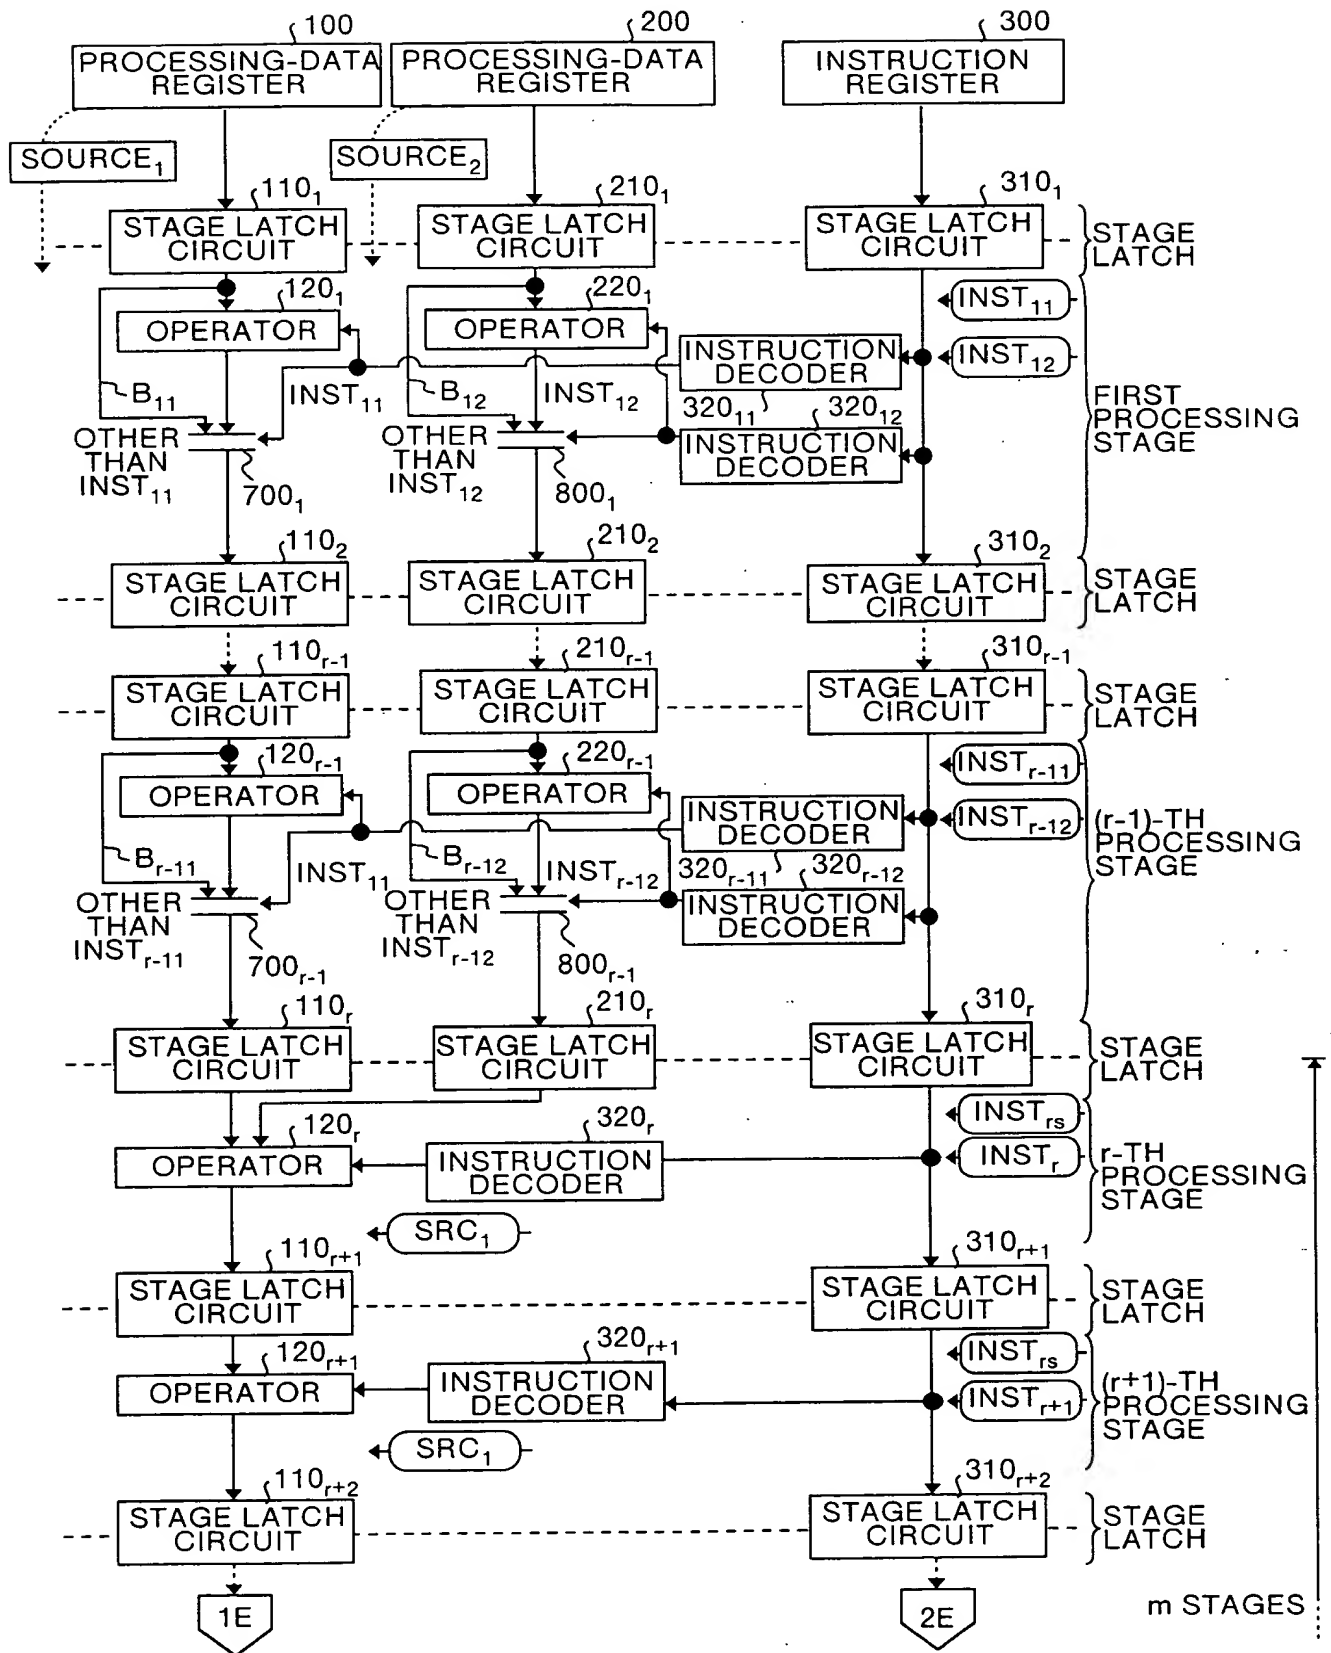 100
200
300
PROCESSING-DATA
REGISTER
PROCESSING-DATA
REGISTER
INSTRUCTION
REGISTER
SOURCE₁
SOURCE₂
110₁
210₁
310₁
STAGE LATCH
CIRCUIT
STAGE LATCH
CIRCUIT
STAGE LATCH
CIRCUIT
STAGE
LATCH
120₁
220₁
INST₁₁
OPERATOR
OPERATOR
INSTRUCTION
DECODER
INST₁₂
B₁₁
INST₁₁
B₁₂
INST₁₂
320₁₁
320₁₂
FIRST
PROCESSING
STAGE
OTHER
THAN
INST₁₁
OTHER
THAN
INST₁₂
INSTRUCTION
DECODER
700₁
800₁
110₂
210₂
310₂
STAGE LATCH
CIRCUIT
STAGE LATCH
CIRCUIT
STAGE LATCH
CIRCUIT
STAGE
LATCH
110r-1
210r-1
310r-1
STAGE LATCH
CIRCUIT
STAGE LATCH
CIRCUIT
STAGE LATCH
CIRCUIT
STAGE
LATCH
120r-1
220r-1
INSTr-11
OPERATOR
OPERATOR
INSTRUCTION
DECODER
INSTr-12
(r-1)-TH
PROCESSING
STAGE
Br-11
INST₁₁
Br-12
INSTr-12
320r-11
320r-12
OTHER
THAN
INSTr-11
OTHER
THAN
INSTr-12
INSTRUCTION
DECODER
700r-1
800r-1
110r
210r
310r
STAGE LATCH
CIRCUIT
STAGE LATCH
CIRCUIT
STAGE LATCH
CIRCUIT
STAGE
LATCH
INSTrs
120r
320r
OPERATOR
INSTRUCTION
DECODER
INSTr
r-TH
PROCESSING
STAGE
SRC₁
110r+1
310r+1
STAGE LATCH
CIRCUIT
STAGE LATCH
CIRCUIT
STAGE
LATCH
INSTrs
120r+1
320r+1
OPERATOR
INSTRUCTION
DECODER
INSTr+1
(r+1)-TH
PROCESSING
STAGE
SRC₁
110r+2
310r+2
STAGE LATCH
CIRCUIT
STAGE LATCH
CIRCUIT
STAGE
LATCH
1E
2E
m STAGES